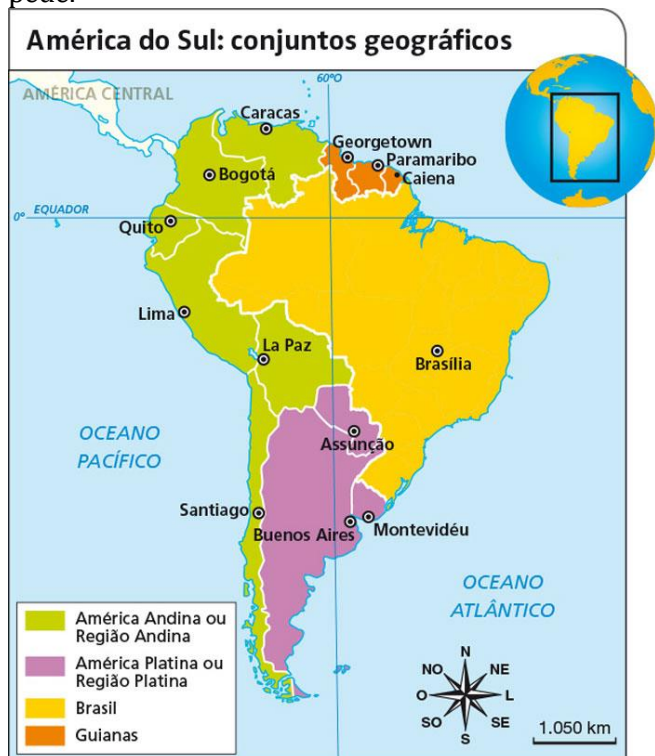 América do Sul: conjuntos geográficos
60°O
AMÉRICA CENTRAL
Caracas
Georgetown
Paramaribo
Caiena
Bogotá
0° EQUADOR
Quito
Lima
La Paz
Brasília
OCEANO
PACÍFICO
Assunção
Santiago
Buenos Aires
Montevidéu
OCEANO
ATLÂNTICO
América Andina ou
Região Andina
América Platina ou
Região Platina
Brasil
Guianas
N
NO
NE
O
L
SO
SE
S
1.050 km